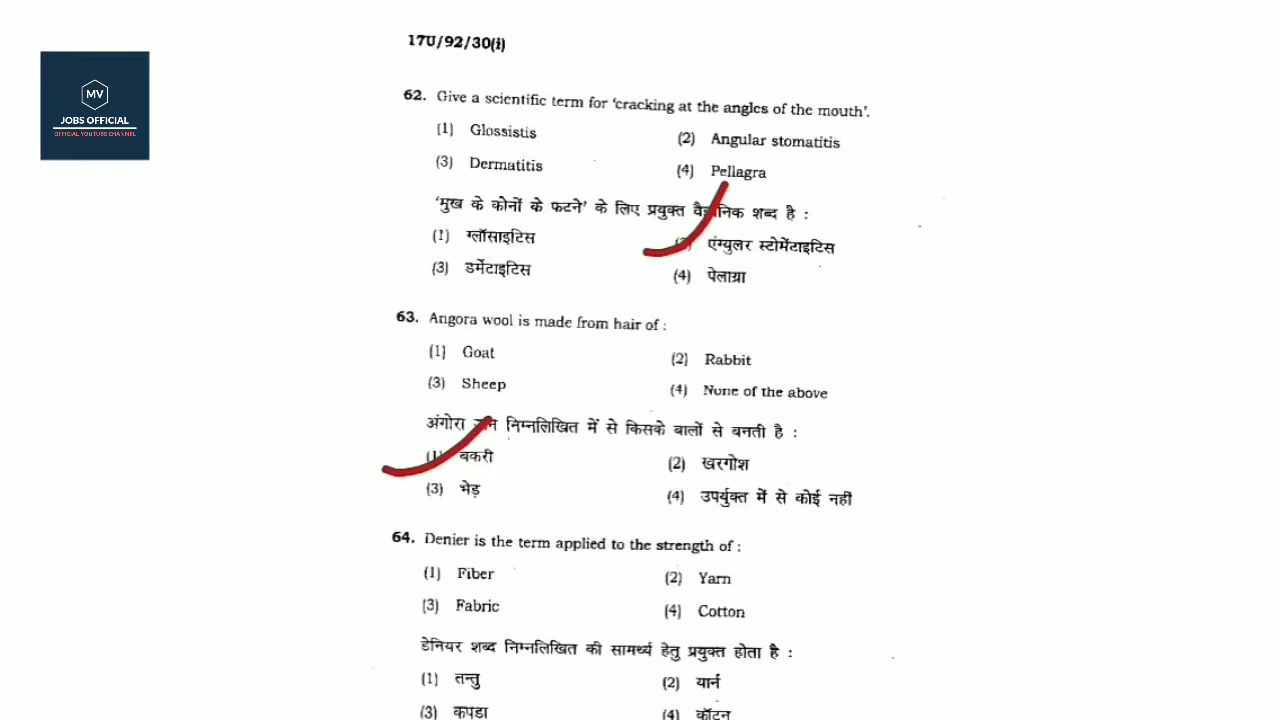 17U/92/30(i)
MV
JOBS OFFICIAL
OFFICIAL YOUTUBE CHANNEL
62. Give a scientific term for 'cracking at the angles of the mouth'.
(1) Glossistis (2) Angular stomatitis
(3) Dermatitis (4) Pellagra
'मुख के कोनों के फटने' के लिए प्रयुक्त वैज्ञानिक शब्द है :
(1) ग्लॉसाइटिस (2) एंग्युलर स्टोमेंटाइटिस
(3) डर्मेटाइटिस (4) पेलाग्रा
63. Angora wool is made from hair of :
(1) Goat (2) Rabbit
(3) Sheep (4) None of the above
अंगोरा निम्नलिखित में से किसके बालों से बनती है :
(1) बकरी (2) खरगोश
(3) भेड़ (4) उपर्युक्त में से कोई नहीं
64. Denier is the term applied to the strength of :
(1) Fiber (2) Yarn
(3) Fabric (4) Cotton
डेनियर शब्द निम्नलिखित की सामर्थ्य हेतु प्रयुक्त होता है :
(1) तन्तु (2) यार्न
(3) कपड़ा (4) कॉटन